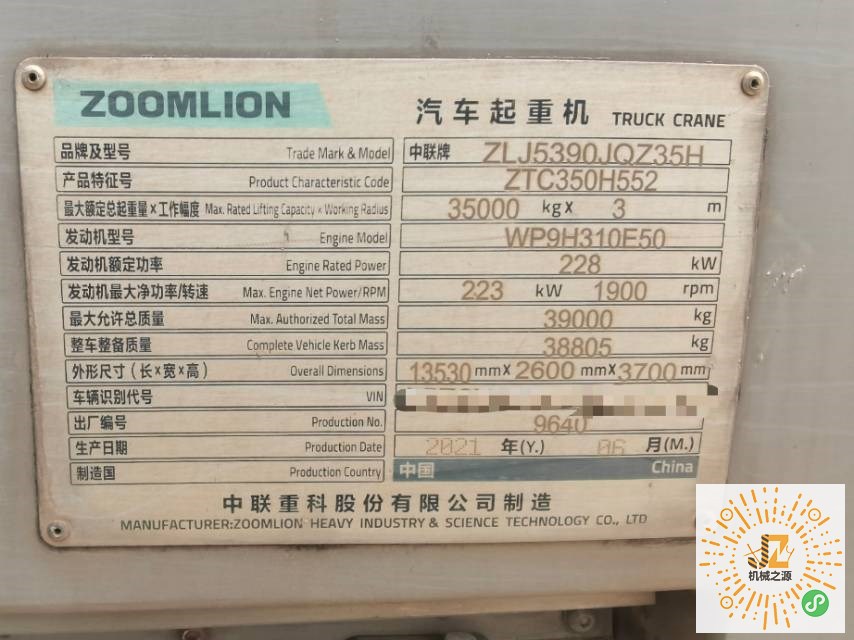 ZOOMLION 汽车起重机 TRUCK CRANE
品牌及型号 Trade Mark & Model 中联牌 ZLJ5390JQZ35H
产品特征号 Product Characteristic Code ZTC350H552
最大额定总起重量×工作幅度 Max. Rated Lifting Capacity × Working Radius 35000 kg x 3 m
发动机型号 Engine Model WP9H310E50
发动机额定功率 Engine Rated Power 228 kW
发动机最大净功率/转速 Max. Engine Net Power/RPM 223 kW 1900 rpm
最大允许总质量 Max. Authorized Total Mass 39000 kg
整车整备质量 Complete Vehicle Kerb Mass 38805 kg
外形尺寸(长×宽×高) Overall Dimensions 13530 mm X 2600 mm X 3700 mm
车辆识别代号 VIN
出厂编号 Production No. 9640
生产日期 Production Date 2021 年(Y.) 06 月(M.)
制造国 Production Country 中国 China
中联重科股份有限公司制造
MANUFACTURER:ZOOMLION HEAVY INDUSTRY & SCIENCE TECHNOLOGY CO., LTD
JZy
机械之源